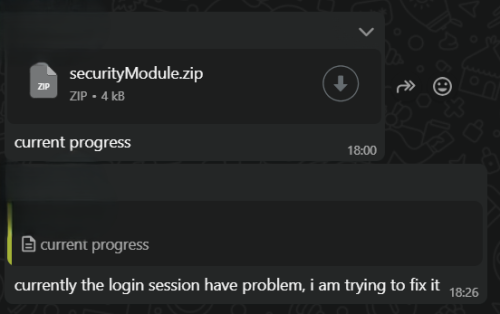 securityModule.zip
ZIP
ZIP • 4 kB
current progress
18:00
current progress
currently the login session have problem, i am trying to fix it
18:26